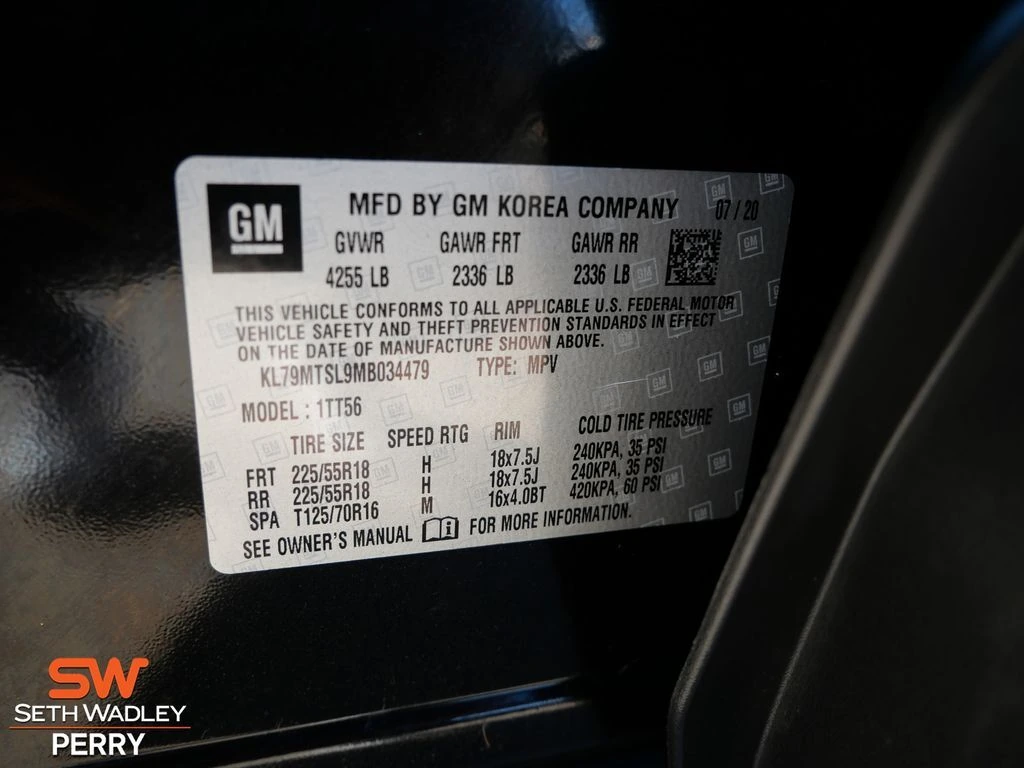 GM
MFD BY GM KOREA COMPANY 07/20
GVWR GAWR FRT GAWR RR
4255 LB 2336 LB 2336 LB
THIS VEHICLE CONFORMS TO ALL APPLICABLE U.S. FEDERAL MOTOR
VEHICLE SAFETY AND THEFT PREVENTION STANDARDS IN EFFECT
ON THE DATE OF MANUFACTURE SHOWN ABOVE.
KL79MTSL9MB034479 TYPE: MPV
MODEL : 1TT56
TIRE SIZE SPEED RTG RIM COLD TIRE PRESSURE
FRT 225/55R18 H 18x7.5J 240KPA, 35 PSI
RR 225/55R18 H 18x7.5J 240KPA, 35 PSI
SPA T125/70R16 M 16x4.0BT 420KPA, 60 PSI
SEE OWNER'S MANUAL FOR MORE INFORMATION.
SW
SETH WADLEY
PERRY